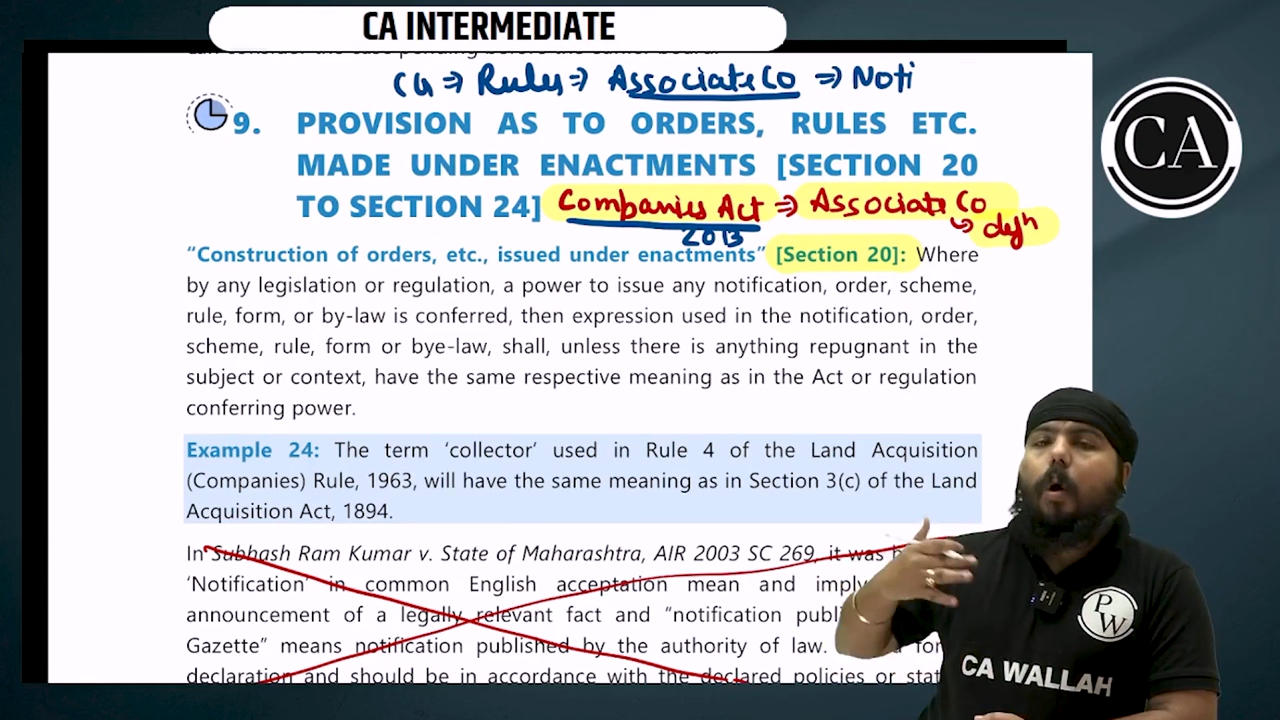 CA INTERMEDIATE
CG ⇒ Rules ⇒ Associate Co ⇒ Noti
9. PROVISION AS TO ORDERS, RULES ETC.
MADE UNDER ENACTMENTS [SECTION 20
TO SECTION 24] Companies Act ⇒ Associate Co
2013 ↳ defn
CA
“Construction of orders, etc., issued under enactments” [Section 20]: Where
by any legislation or regulation, a power to issue any notification, order, scheme,
rule, form, or by-law is conferred, then expression used in the notification, order,
scheme, rule, form or bye-law, shall, unless there is anything repugnant in the
subject or context, have the same respective meaning as in the Act or regulation
conferring power.
Example 24: The term ‘collector’ used in Rule 4 of the Land Acquisition
(Companies) Rule, 1963, will have the same meaning as in Section 3(c) of the Land
Acquisition Act, 1894.
In Subhash Ram Kumar v. State of Maharashtra, AIR 2003 SC 269, it was
‘Notification’ in common English acceptation mean and imply
announcement of a legally relevant fact and “notification
Gazette” means notification published by the authority of law.
declaration and should be in accordance with the declared policies or
PW
CA WALLAH